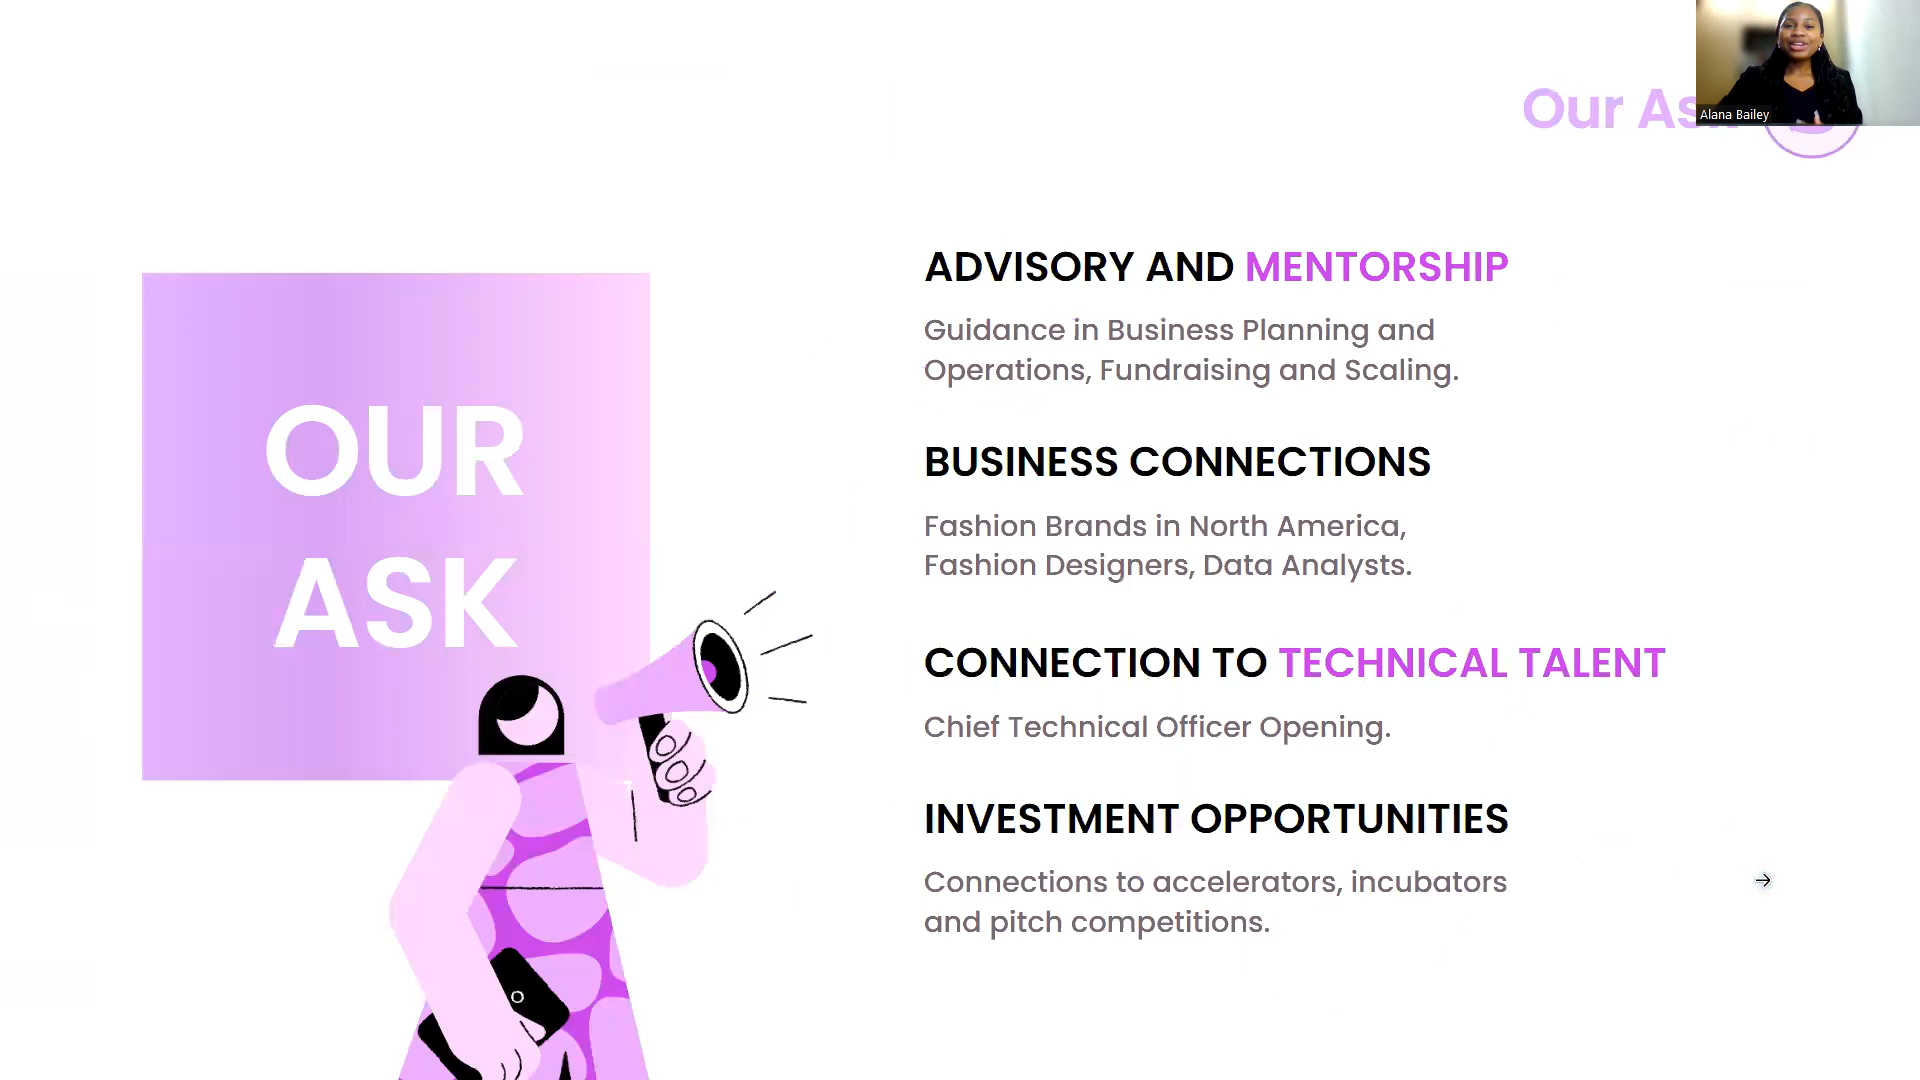 Our As
Alana Bailey
OUR
ASK
ADVISORY AND MENTORSHIP
Guidance in Business Planning and
Operations, Fundraising and Scaling.
BUSINESS CONNECTIONS
Fashion Brands in North America,
Fashion Designers, Data Analysts.
CONNECTION TO TECHNICAL TALENT
Chief Technical Officer Opening.
INVESTMENT OPPORTUNITIES
Connections to accelerators, incubators
and pitch competitions.